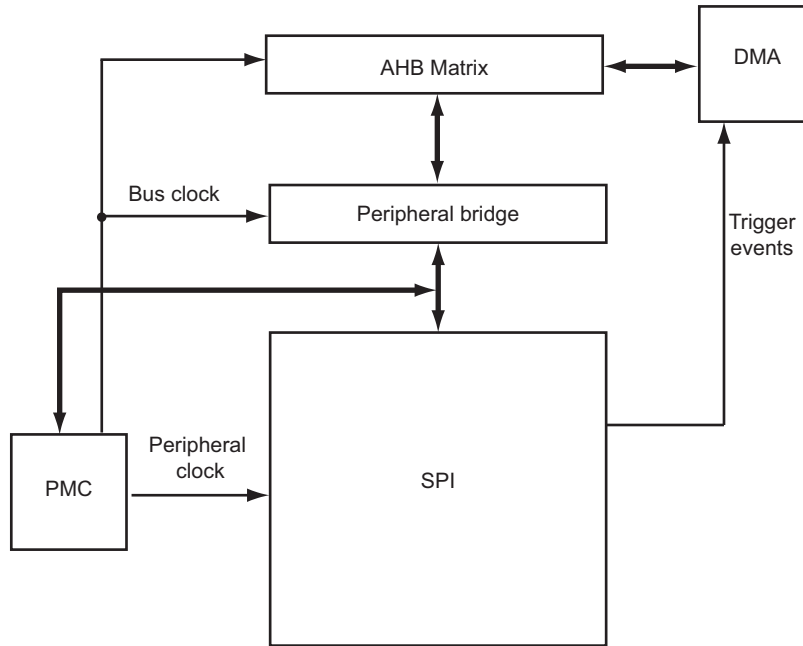 AHB Matrix
DMA
Bus clock
Peripheral bridge
Trigger
events
Peripheral
clock
PMC
SPI